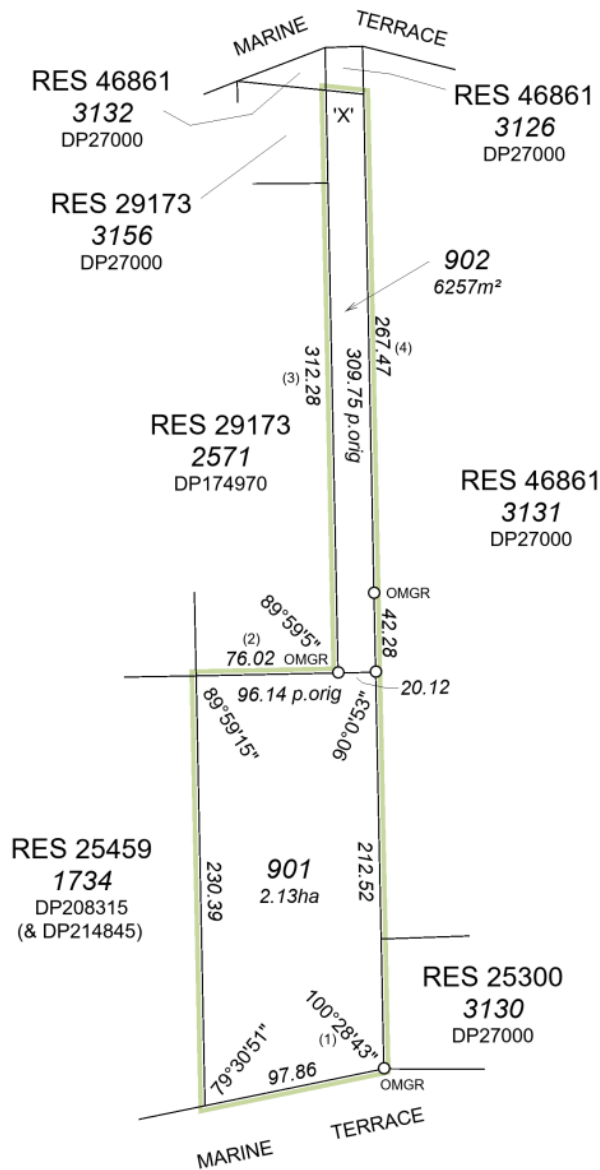 MARINE TERRACE
RES 46861
3132
DP27000
RES 46861
3126
DP27000
'X'
RES 29173
3156
DP27000
902
6257m²
267.47
(4)
312.28
(3)
309.75 p.orig
RES 29173
2571
DP174970
RES 46861
3131
DP27000
OMGR
42.28
89°59'5"
(2)
76.02
OMGR
20.12
96.14 p.orig
89°59'15"
90°0'53"
RES 25459
1734
DP208315
(& DP214845)
230.39
901
2.13ha
212.52
RES 25300
3130
DP27000
100°28'43"
(1)
79°30'51"
97.86
OMGR
MARINE TERRACE